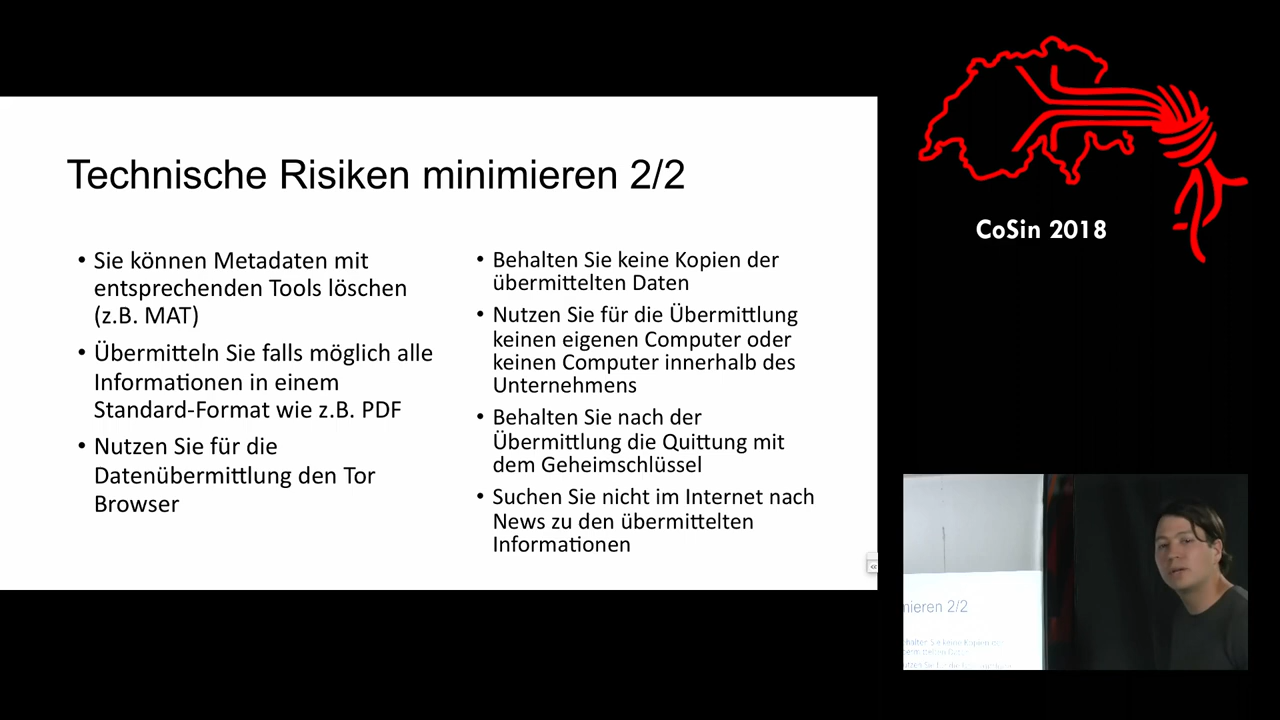 Technische Risiken minimieren 2/2
• Sie können Metadaten mit
entsprechenden Tools löschen
(z.B. MAT)
• Übermitteln Sie falls möglich alle
Informationen in einem
Standard-Format wie z.B. PDF
• Nutzen Sie für die
Datenübermittlung den Tor
Browser
• Behalten Sie keine Kopien der
übermittelten Daten
• Nutzen Sie für die Übermittlung
keinen eigenen Computer oder
keinen Computer innerhalb des
Unternehmens
• Behalten Sie nach der
Übermittlung die Quittung mit
dem Geheimschlüssel
• Suchen Sie nicht im Internet nach
News zu den übermittelten
Informationen
CoSin 2018
mieren 2/2